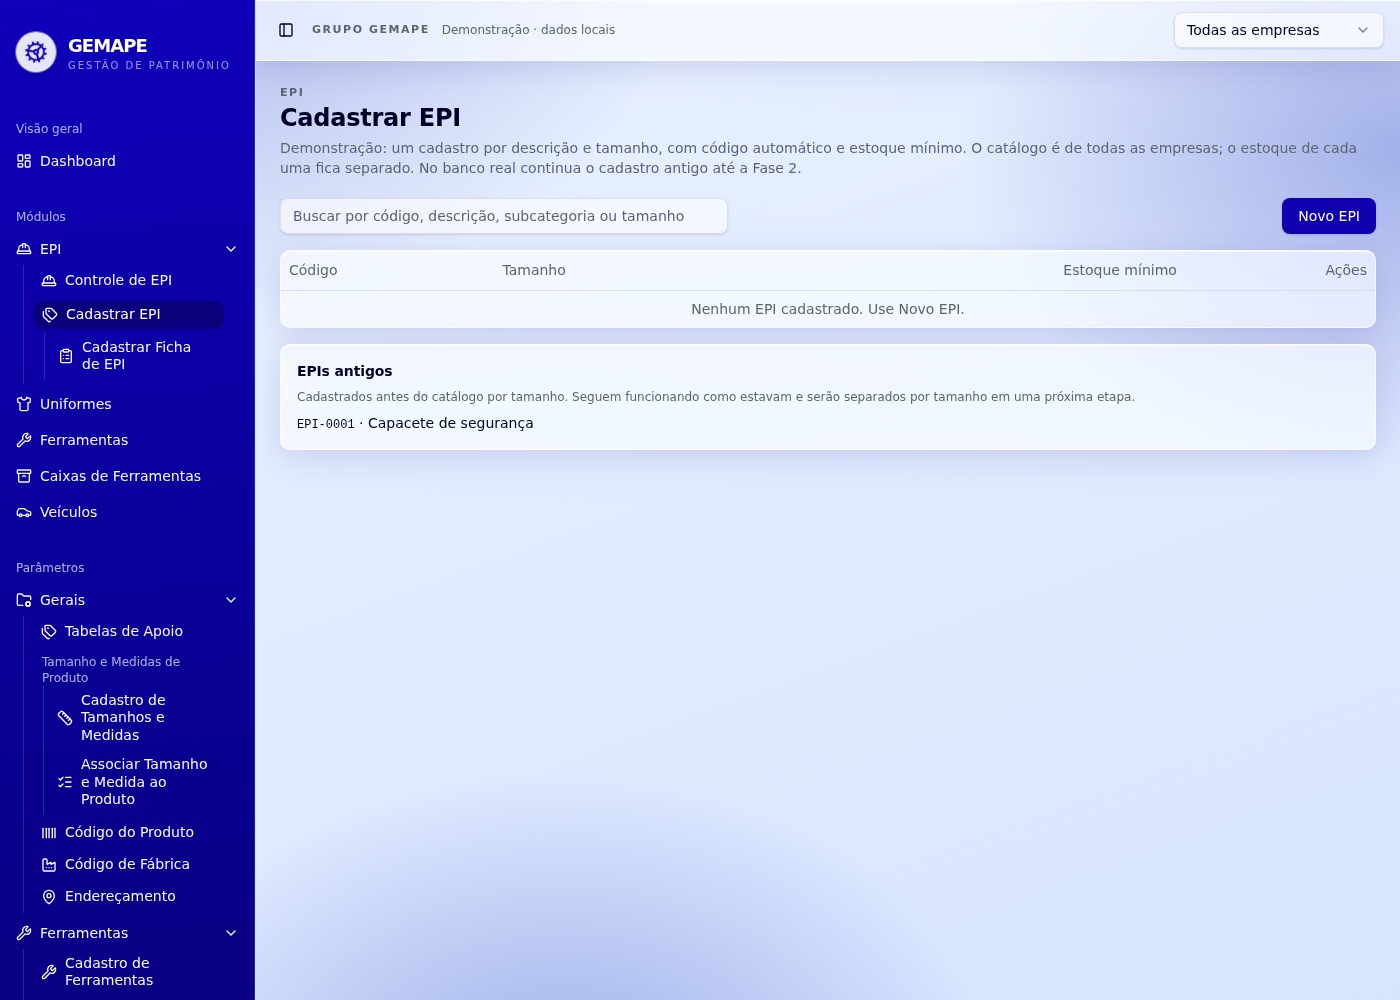 GEMAPE
GESTÃO DE PATRIMÔNIO
Visão geral
Dashboard
Módulos
EPI
Controle de EPI
Cadastrar EPI
Cadastrar Ficha
de EPI
Uniformes
Ferramentas
Caixas de Ferramentas
Veículos
Parâmetros
Gerais
Tabelas de Apoio
Tamanho e Medidas de
Produto
Cadastro de
Tamanhos e
Medidas
Associar Tamanho
e Medida ao
Produto
Código do Produto
Código de Fábrica
Endereçamento
Ferramentas
Cadastro de
Ferramentas
GRUPO GEMAPE Demonstração · dados locais
Todas as empresas
EPI
Cadastrar EPI
Demonstração: um cadastro por descrição e tamanho, com código automático e estoque mínimo. O catálogo é de todas as empresas; o estoque de cada
uma fica separado. No banco real continua o cadastro antigo até a Fase 2.
Buscar por código, descrição, subcategoria ou tamanho
Novo EPI
Código Tamanho Estoque mínimo Ações
Nenhum EPI cadastrado. Use Novo EPI.
EPIs antigos
Cadastrados antes do catálogo por tamanho. Seguem funcionando como estavam e serão separados por tamanho em uma próxima etapa.
EPI-0001 · Capacete de segurança